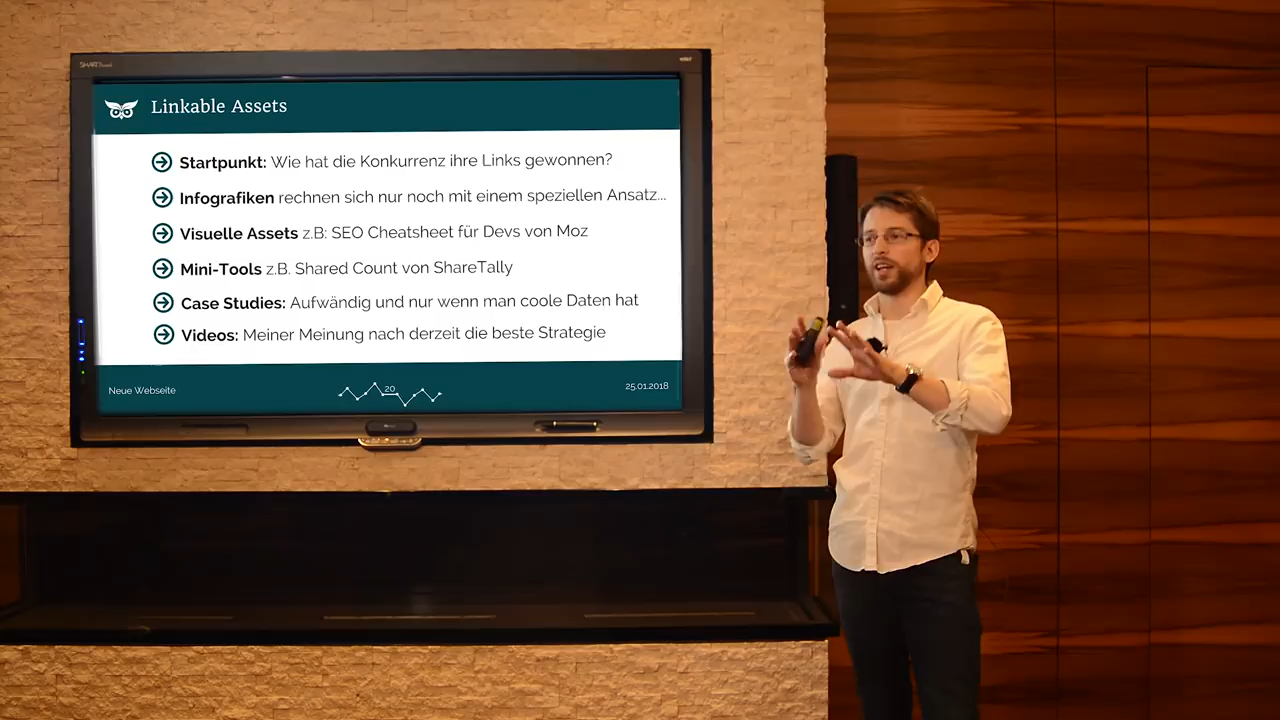 Linkable Assets
Startpunkt: Wie hat die Konkurrenz ihre Links gewonnen?
Infografiken rechnen sich nur noch mit einem speziellen Ansatz...
Visuelle Assets z.B: SEO Cheatsheet für Devs von Moz
Mini-Tools z.B. Shared Count von ShareTally
Case Studies: Aufwändig und nur wenn man coole Daten hat
Videos: Meiner Meinung nach derzeit die beste Strategie
Neue Webseite
20
25.01.2018